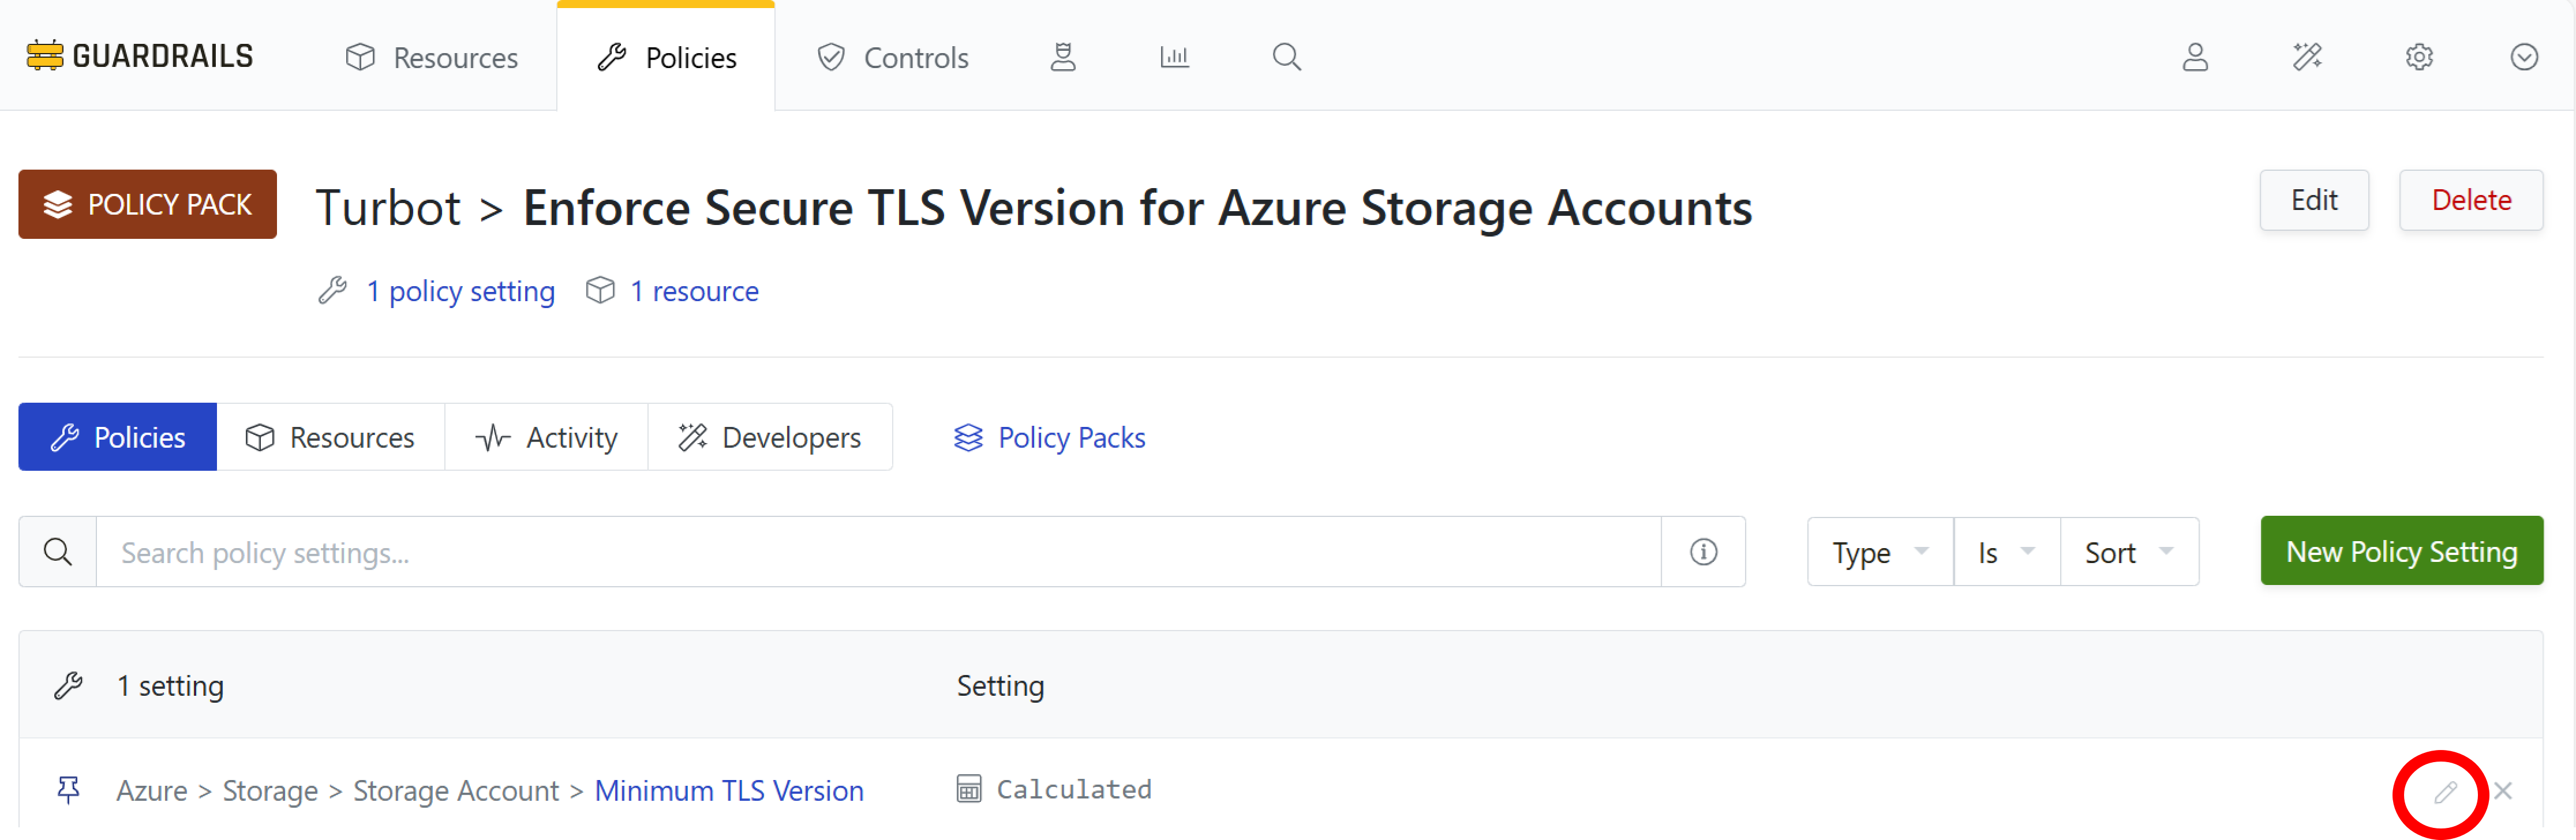 GUARDRAILS Resources Policies Controls
POLICY PACK Turbot > Enforce Secure TLS Version for Azure Storage Accounts Edit Delete
1 policy setting 1 resource
Policies Resources Activity Developers Policy Packs
Search policy settings... Type Is Sort New Policy Setting
1 setting Setting
Azure > Storage > Storage Account > Minimum TLS Version Calculated